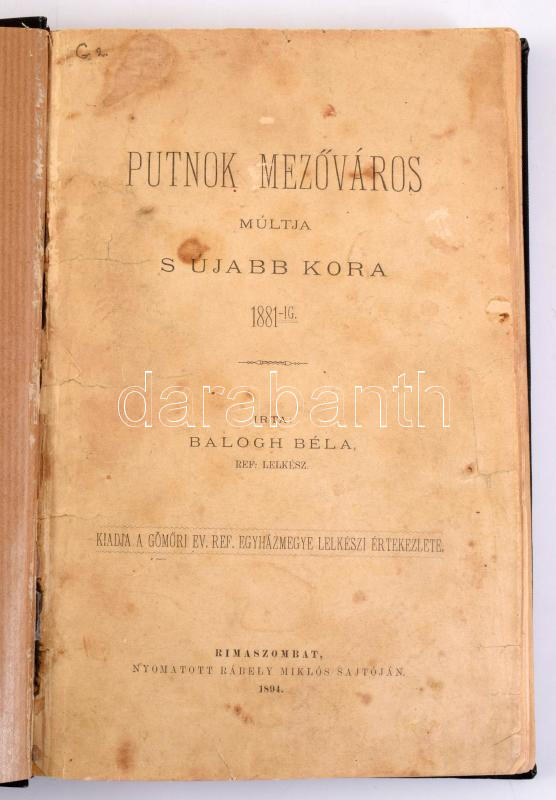 G 2.
PUTNOK MEZŐVÁROS
MÚLTJA
S ÚJABB KORA
1881-IG.
darabanth
IRTA:
BALOGH BÉLA,
REF: LELKÉSZ.
KIADJA A GÖMÖRI EV. REF. EGYHÁZMEGYE LELKÉSZI ÉRTEKEZLETE.
RIMASZOMBAT,
NYOMATOTT RÁBELY MIKLÓS SAJTÓJÁN.
1894.